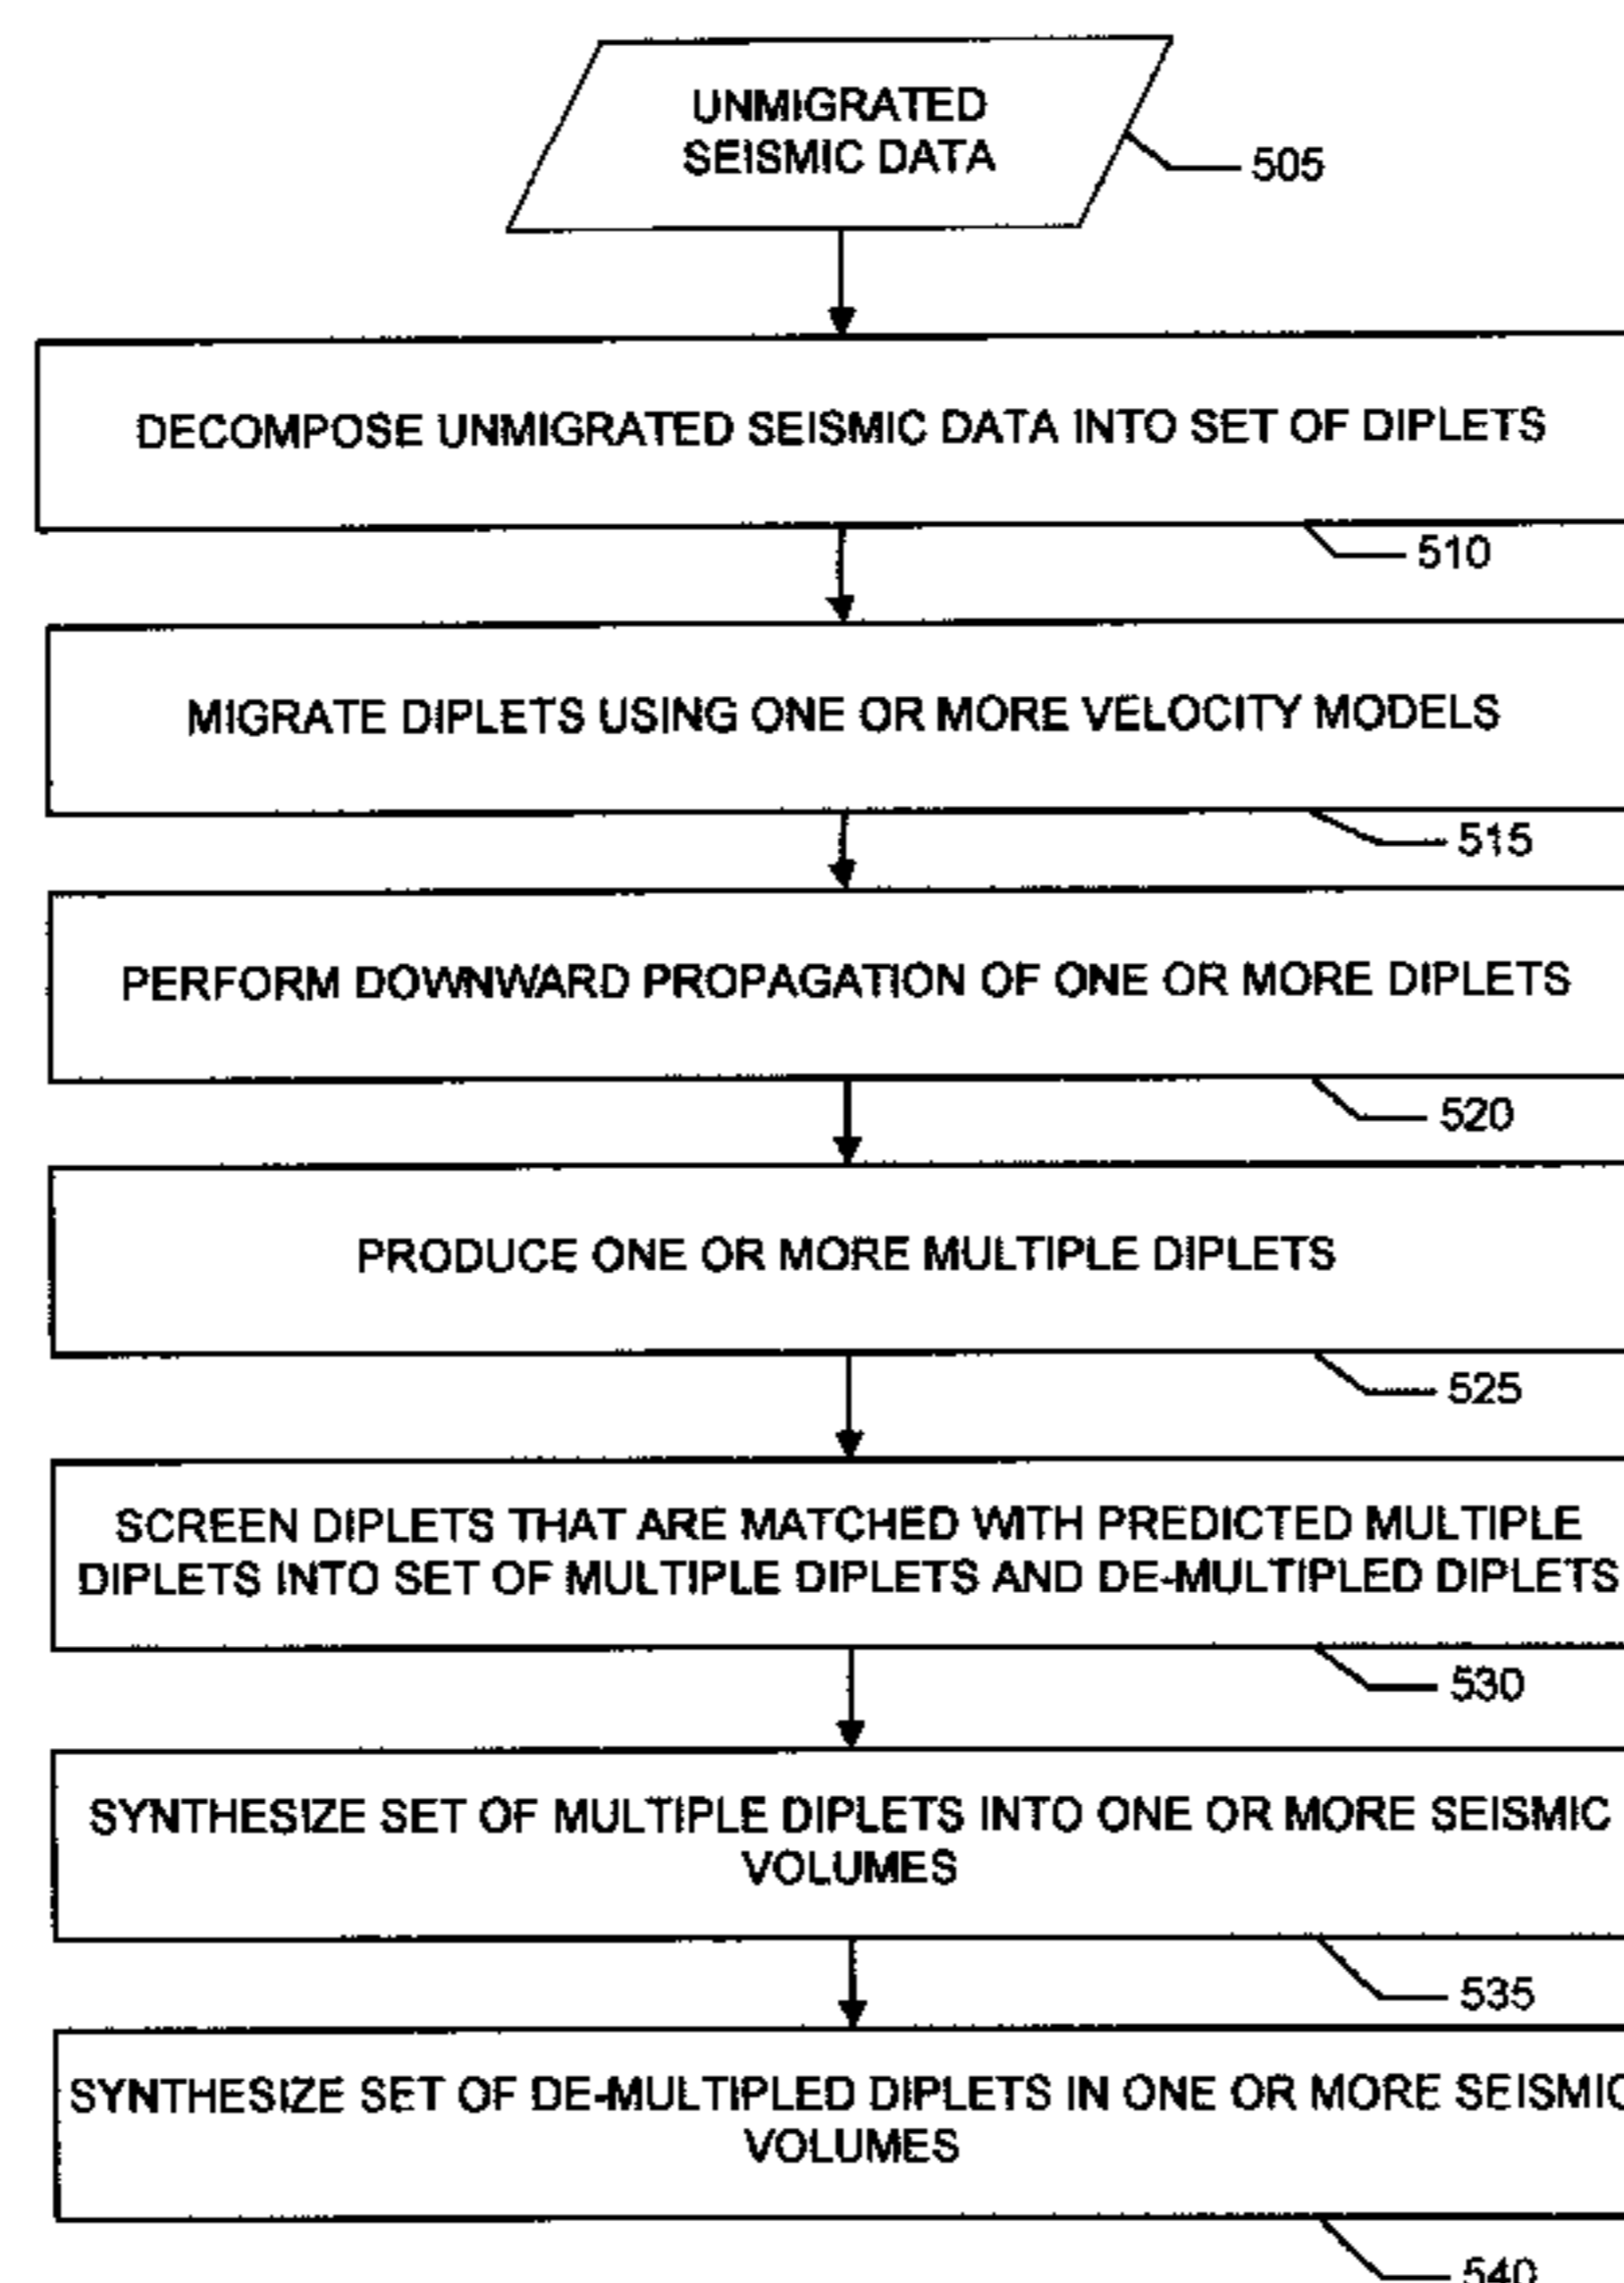 UNMIGRATED
SEISMIC DATA
505
DECOMPOSE UNMIGRATED SEISMIC DATA INTO SET OF DIPLETS
510
MIGRATE DIPLETS USING ONE OR MORE VELOCITY MODELS
515
PERFORM DOWNWARD PROPAGATION OF ONE OR MORE DIPLETS
520
PRODUCE ONE OR MORE MULTIPLE DIPLETS
525
SCREEN DIPLETS THAT ARE MATCHED WITH PREDICTED MULTIPLE
DIPLETS INTO SET OF MULTIPLE DIPLETS AND DE-MULTIPLED DIPLETS
530
SYNTHESIZE SET OF MULTIPLE DIPLETS INTO ONE OR MORE SEISMIC
VOLUMES
535
SYNTHESIZE SET OF DE-MULTIPLED DIPLETS IN ONE OR MORE SEISMIC
VOLUMES
540